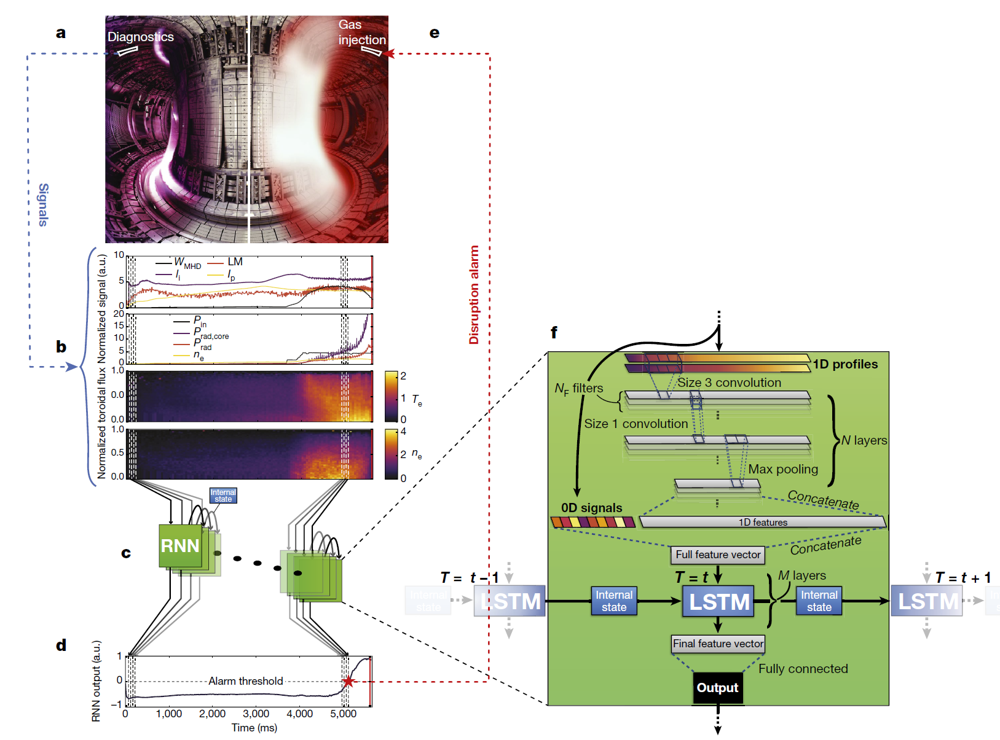 a
Diagnostics
Gas
injection
e
Signals
Disruption alarm
b
Normalized signal (a.u.)
10
5
0
W_MHD
LM
l_i
I_p
20
15
10
5
0
P_in
P_rad,core
P_rad
n_e
Normalized toroidal flux
1.0
0.0
0.0
2
1
0
T_e
1.0
0.5
0.0
4
2
0
n_e
Internal
state
RNN
c
d
RNN output (a.u.)
1
0
−1
Alarm threshold
0
1,000
2,000
3,000
4,000
5,000
Time (ms)
f
1D profiles
Size 3 convolution
N_F filters
Size 1 convolution
N layers
Max pooling
Concatenate
0D signals
1D features
Concatenate
Full feature vector
T = t − 1
T = t
M layers
T = t + 1
Internal
state
LSTM
Internal
state
LSTM
Internal
state
LSTM
Final feature vector
Fully connected
Output